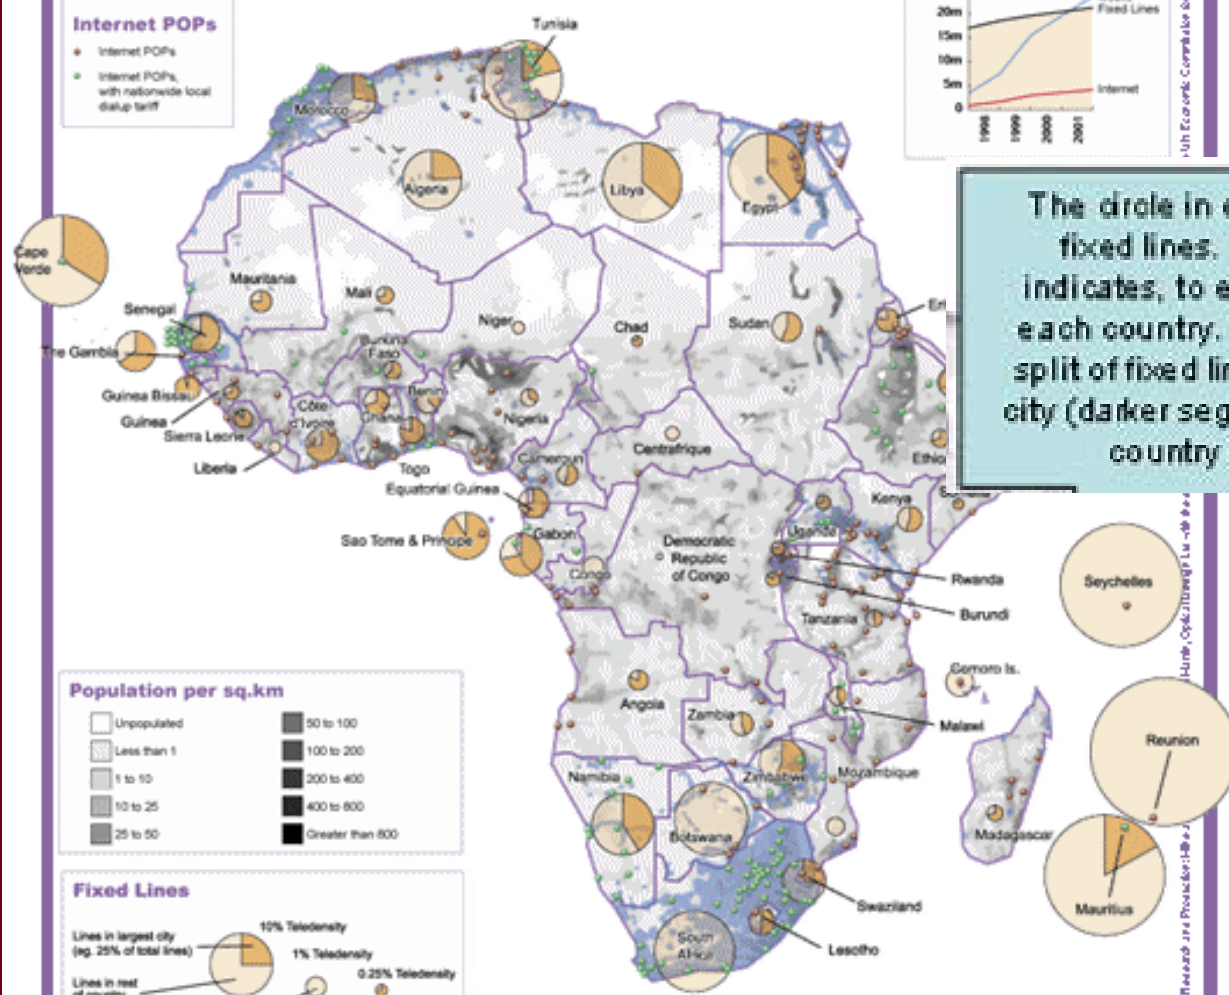 Internet POPs
Internet POPs
Internet POPs,
with nationwide local
dialup tariff
Tunisia
Morocco
Algeria
Libya
Egypt
Cape
Verde
Mauritania
Mali
Niger
Chad
Sudan
Senegal
The Gambia
Guinea Bissau
Guinea
Sierra Leone
Liberia
Côte
d'Ivoire
Burkina
Faso
Ghana
Benin
Togo
Nigeria
Cameroun
Centrafrique
Equatorial Guinea
Sao Tome & Principe
Gabon
Congo
Democratic
Republic
of Congo
Uganda
Kenya
Rwanda
Burundi
Tanzania
Seychelles
Comoro Is.
Angola
Zambia
Malawi
Mozambique
Zimbabwe
Namibia
Botswana
Madagascar
Reunion
Mauritius
Swaziland
Lesotho
South
Africa
20m
15m
10m
5m
0
Fixed Lines
Internet
1998
1999
2000
2001
The circle in
fixed lines.
indicates, to
each country.
split of fixed
city (darker
country
Population per sq.km
Unpopulated
Less than 1
1 to 10
10 to 25
25 to 50
50 to 100
100 to 200
200 to 400
400 to 800
Greater than 800
Fixed Lines
Lines in largest city
(eg. 25% of total lines)
Lines in rest
of country
10% Teledensity
1% Teledensity
0.25% Teledensity